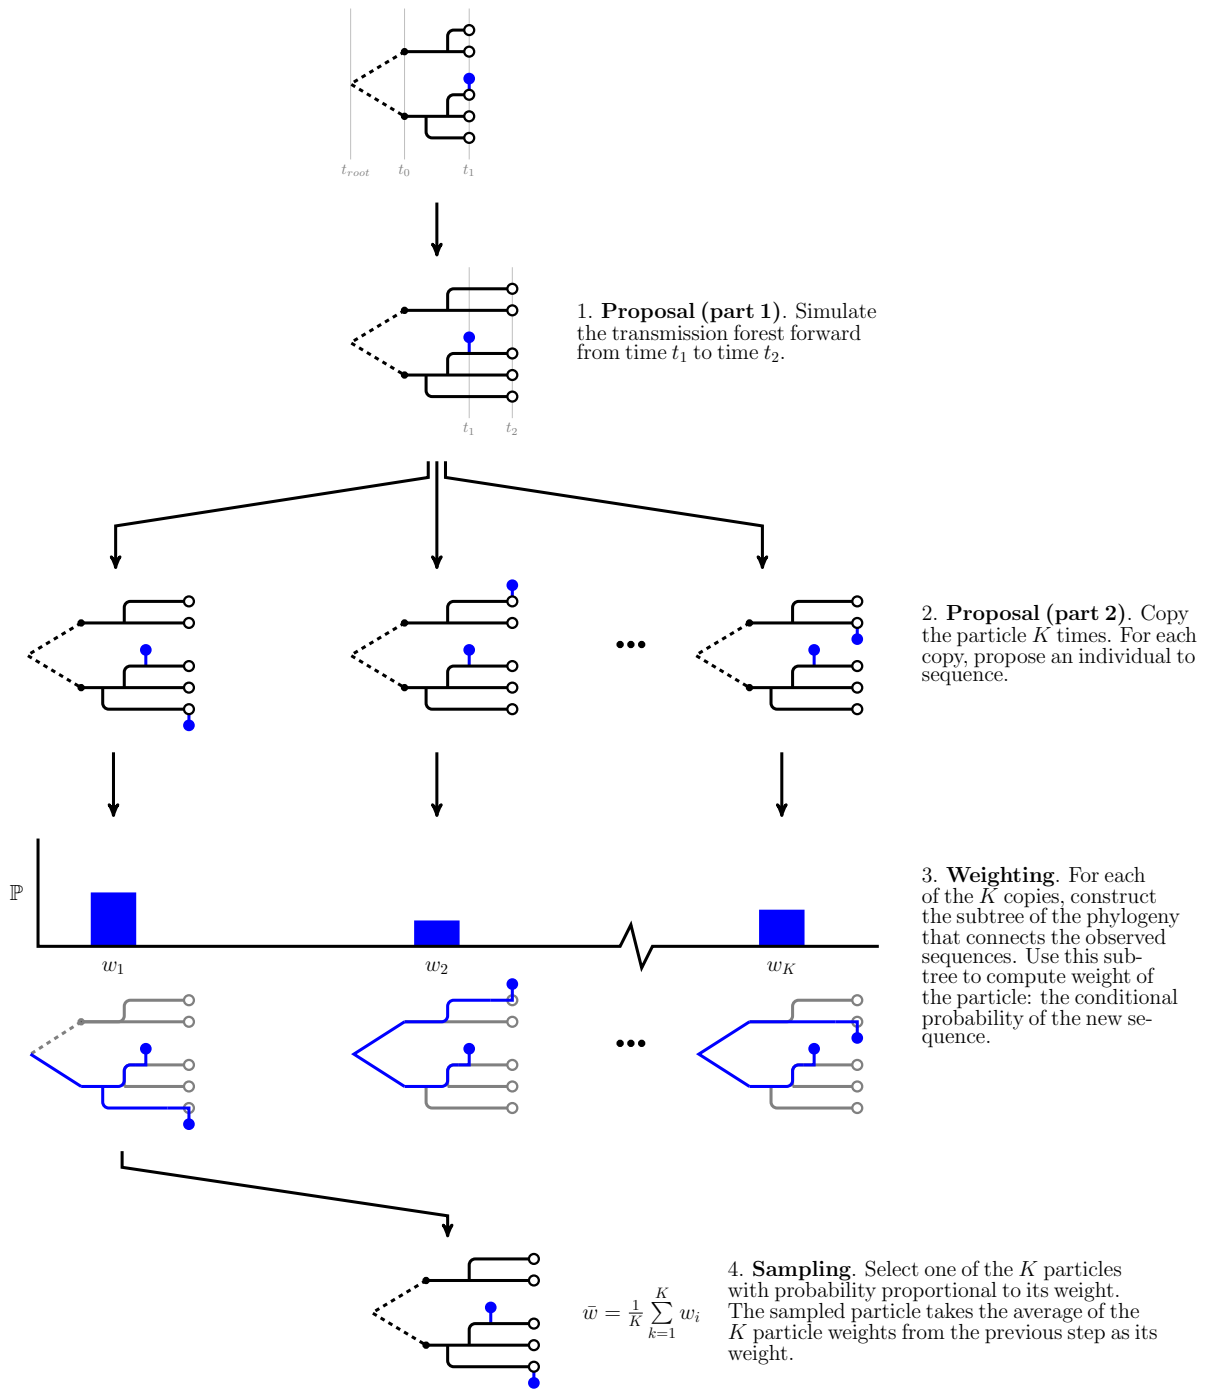 t_root t_0 t_1
1. Proposal (part 1). Simulate
the transmission forest forward
from time t_1 to time t_2.
t_1 t_2
2. Proposal (part 2). Copy
the particle K times. For each
copy, propose an individual to
sequence.
ℙ
w_1 w_2 w_K
3. Weighting. For each
of the K copies, construct
the subtree of the phylogeny
that connects the observed
sequences. Use this sub-
tree to compute weight of
the particle: the conditional
probability of the new se-
quence.
w̄ = 1/K ∑_{k=1}^{K} w_i
4. Sampling. Select one of the K particles
with probability proportional to its weight.
The sampled particle takes the average of the
K particle weights from the previous step as its
weight.